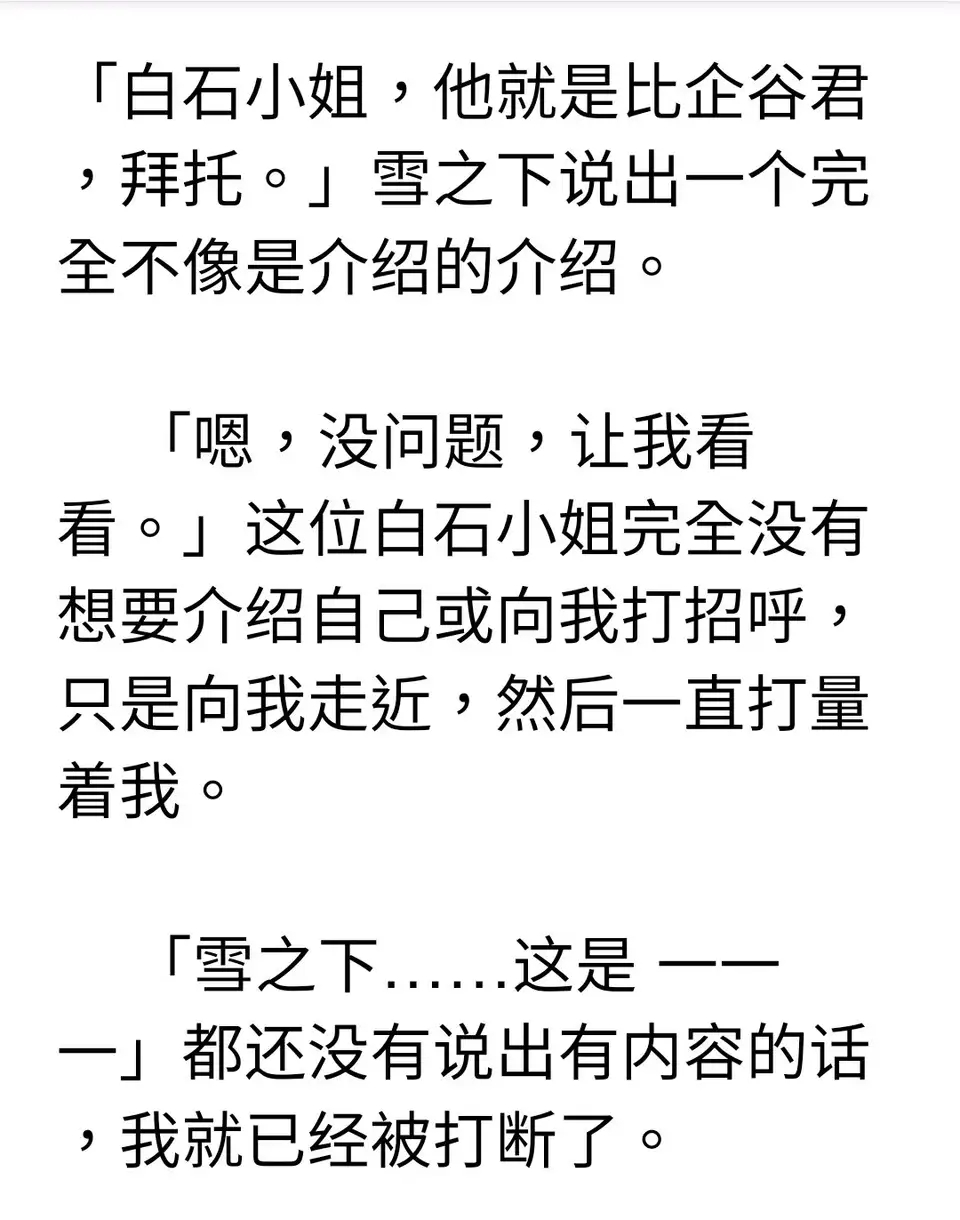 「白石小姐，他就是比企谷君
，拜托。」雪之下说出一个完
全不像是介绍的介绍。
「嗯，没问题，让我看
看。」这位白石小姐完全没有
想要介绍自己或向我打招呼，
只是向我走近，然后一直打量
着我。
「雪之下……这是 一一
一」都还没有说出有内容的话
，我就已经被打断了。